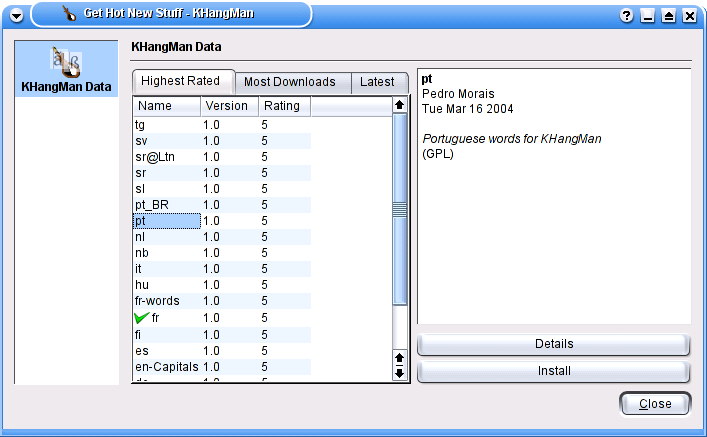 Get Hot New Stuff - KHangMan
KHangMan Data
KHangMan Data
Highest Rated Most Downloads Latest
Name Version Rating
tg 1.0 5
sv 1.0 5
sr@Ltn 1.0 5
sr 1.0 5
sl 1.0 5
pt_BR 1.0 5
pt 1.0 5
nl 1.0 5
nb 1.0 5
it 1.0 5
hu 1.0 5
fr-words 1.0 5
fr 1.0 5
fi 1.0 5
es 1.0 5
en-Capitals 1.0 5
pt
Pedro Morais
Tue Mar 16 2004
Portuguese words for KHangMan
(GPL)
Details
Install
Close